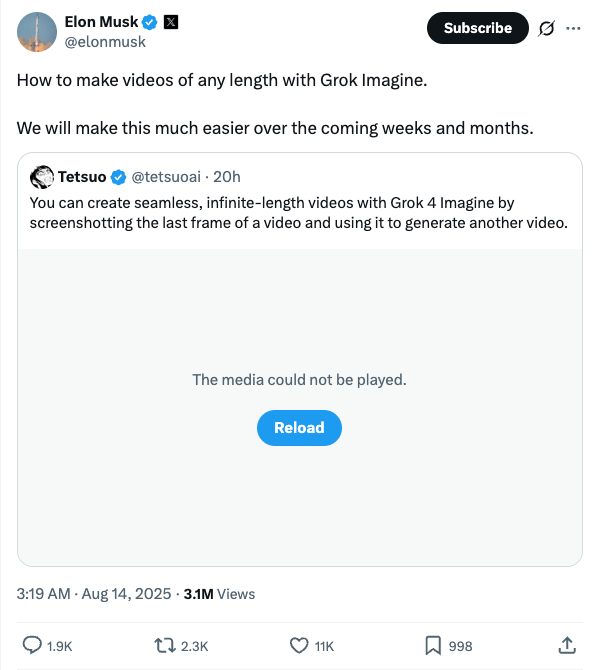 Elon Musk
@elonmusk
Subscribe
How to make videos of any length with Grok Imagine.
We will make this much easier over the coming weeks and months.
Tetsuo @tetsuoai · 20h
You can create seamless, infinite-length videos with Grok 4 Imagine by
screenshotting the last frame of a video and using it to generate another video.
The media could not be played.
Reload
3:19 AM · Aug 14, 2025 · 3.1M Views
1.9K 2.3K 11K 998